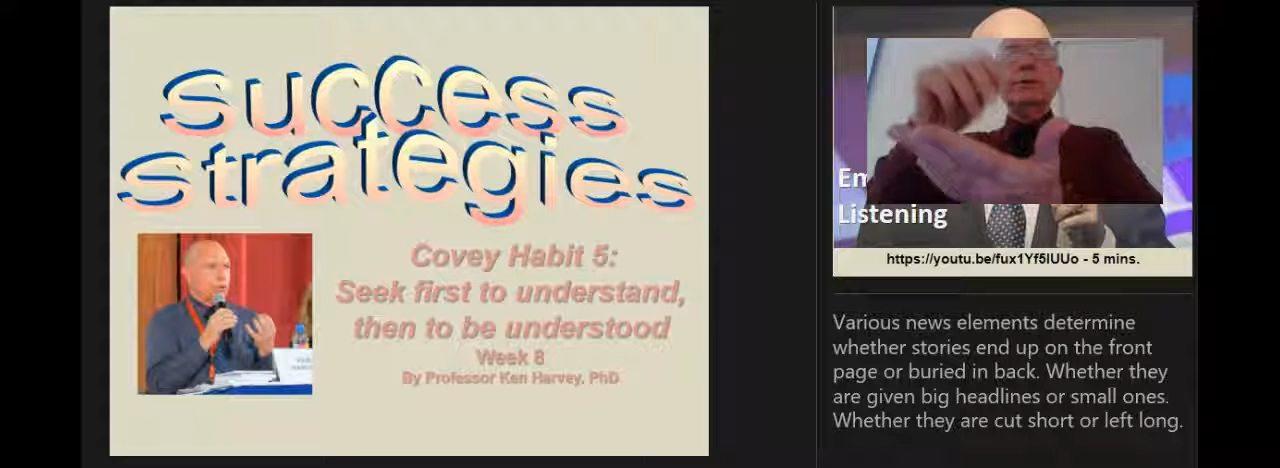 Success
Strategies
Covey Habit 5:
Seek first to understand,
then to be understood
Week 8
By Professor Ken Harvey, PhD
Listening
https://youtu.be/fux1Yf5IUUo - 5 mins.
Various news elements determine
whether stories end up on the front
page or buried in back. Whether they
are given big headlines or small ones.
Whether they are cut short or left long.